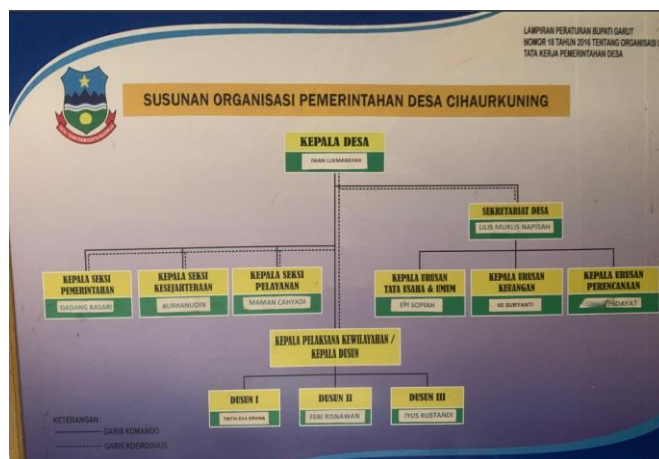 LAMPIRAN PERATURAN BUPATI GARUT
NOMOR 18 TAHUN 2016 TENTANG ORGANISASI
TATA KERJA PEMERINTAHAN DESA
SUSUNAN ORGANISASI PEMERINTAHAN DESA CIHAURKUNING
KEPALA DESA
IWAN LUKMANSYAH
SEKRETARIAT DESA
LILIS MUKLIS NAPISAH
KEPALA SEKSI
PEMERINTAHAN
DADANG BASARI
KEPALA SEKSI
KESEJAHTERAAN
BURHANUDIN
KEPALA SEKSI
PELAYANAN
MAMAN CAHYADI
KEPALA URUSAN
TATA USAHA & UMUM
EPI SOPIAH
KEPALA URUSAN
KEUANGAN
SURYANTI
KEPALA URUSAN
PERENCANAAN
HIDAYAT
KEPALA PELAKSANA KEWILAYAHAN /
KEPALA DUSUN
DUSUN I
DUSUN II
FEBI RISNAWAN
DUSUN III
IYUS RUSTANDI
KETERANGAN :
GARIS KOMANDO
GARIS KOORDINASI